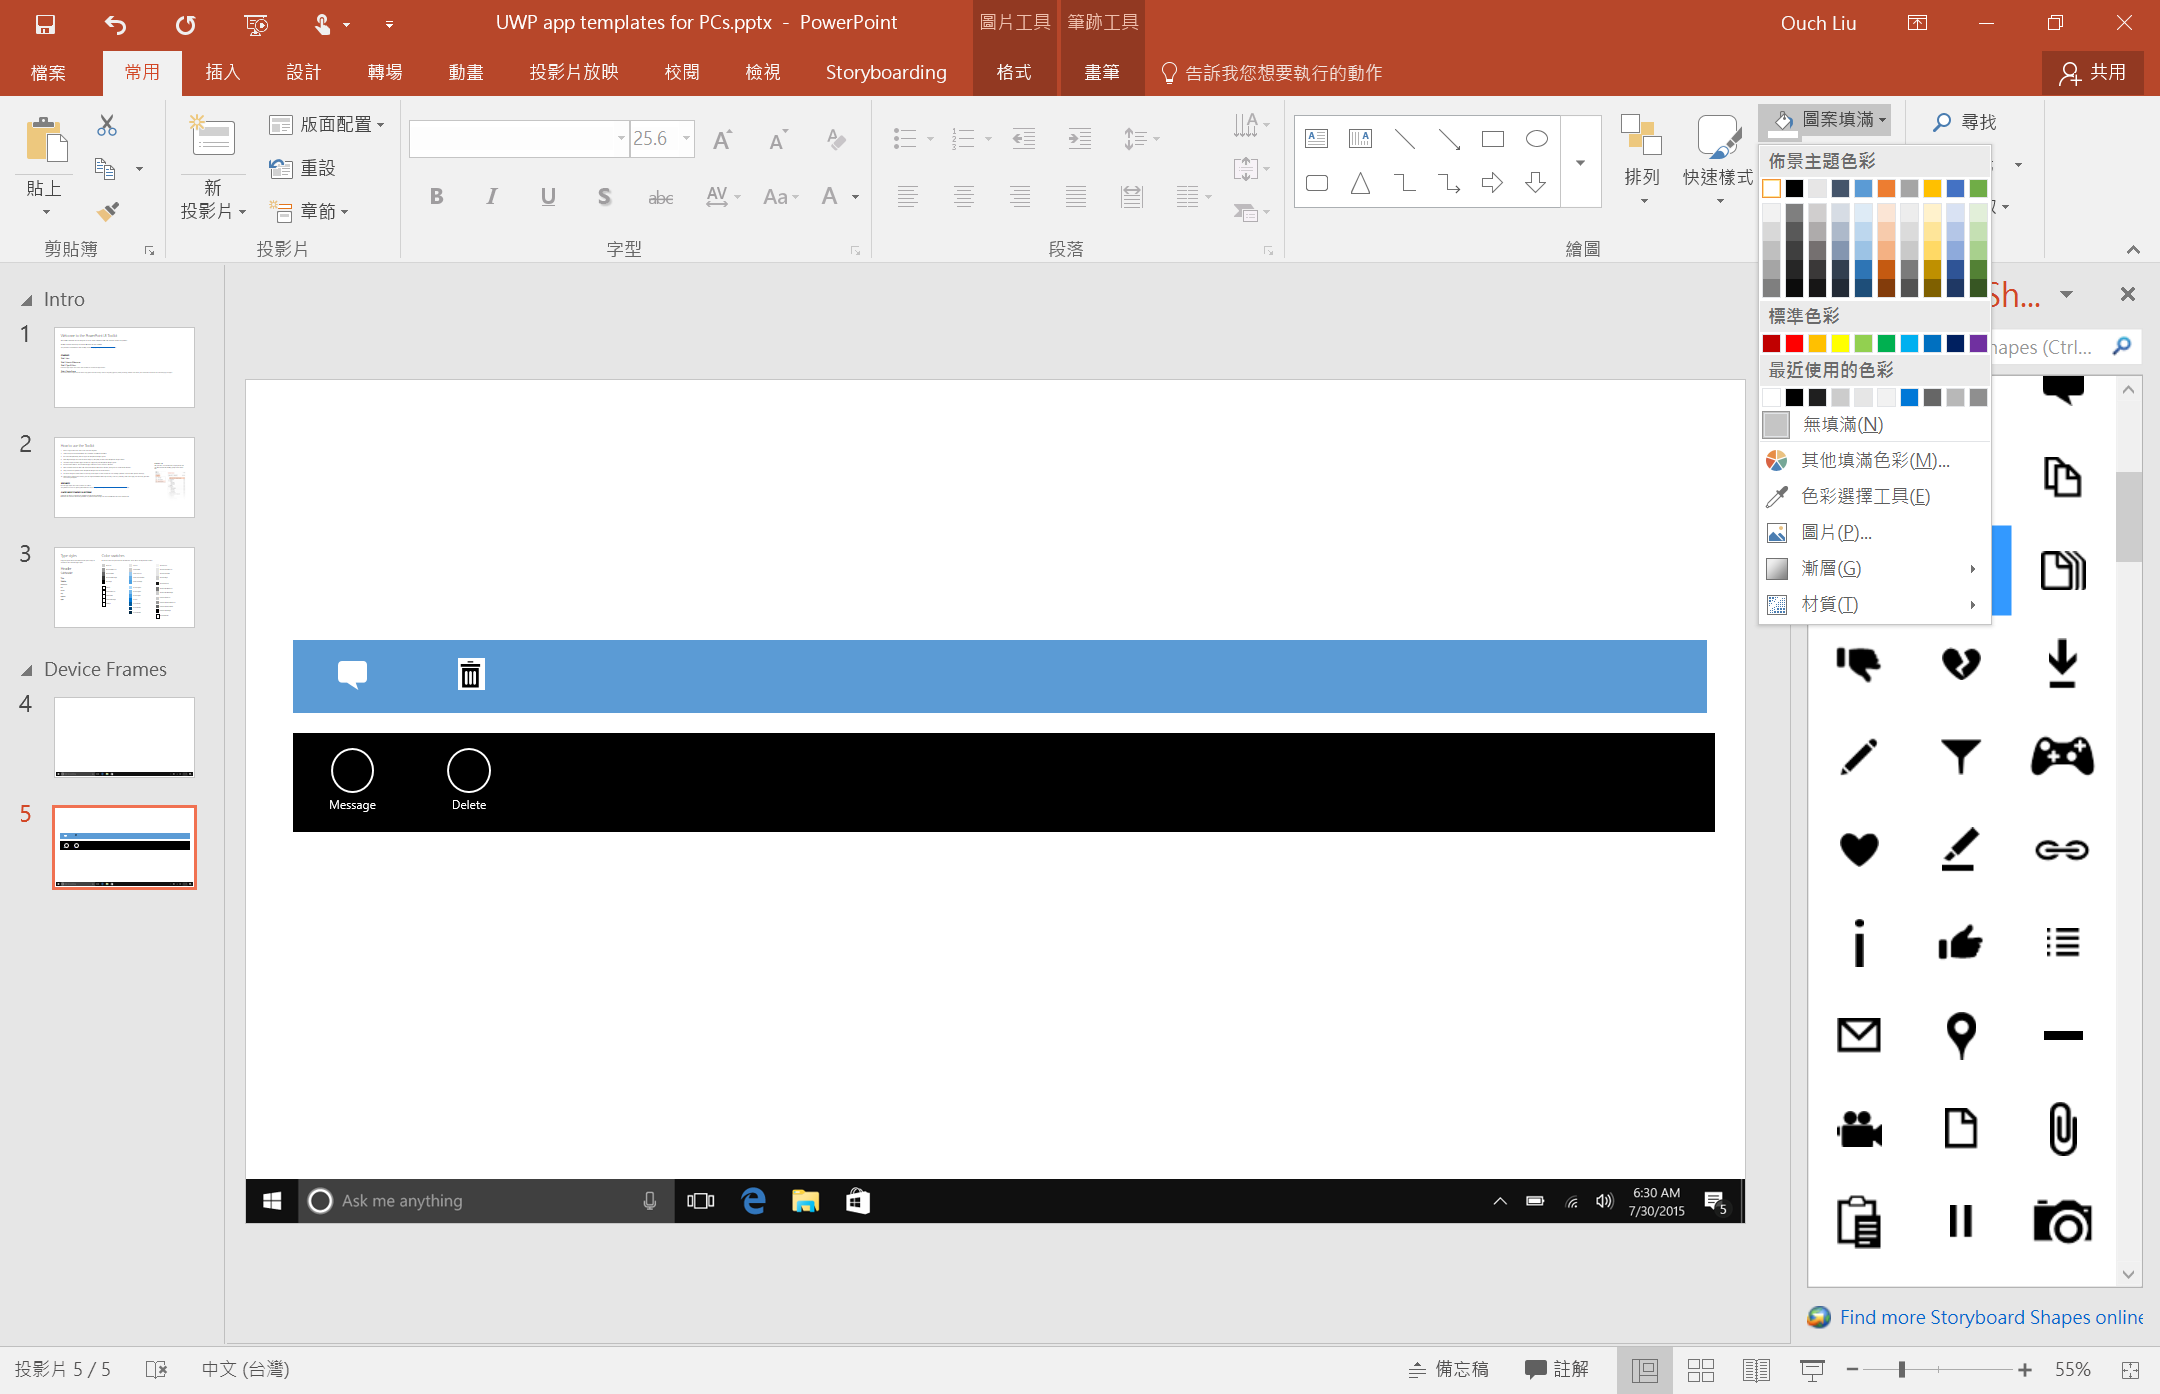 UWP app templates for PCs.pptx - PowerPoint
圖片工具
筆跡工具
Ouch Liu
檔案
常用
插入
設計
轉場
動畫
投影片放映
校閱
檢視
Storyboarding
格式
畫筆
告訴我您想要執行的動作
共用
貼上
新
投影片
版面配置
重設
章節
25.6
排列
快速樣式
圖案填滿
尋找
剪貼簿
投影片
字型
段落
繪圖
佈景主題色彩
標準色彩
最近使用的色彩
無填滿(N)
其他填滿色彩(M)...
色彩選擇工具(E)
圖片(P)...
漸層(G)
材質(T)
Sh...
hapes (Ctrl...
Intro
1
2
3
Device Frames
4
5
Message
Delete
Ask me anything
6:30 AM
7/30/2015
5
Find more Storyboard Shapes online
投影片 5 / 5
中文 (台灣)
備忘稿
註解
55%